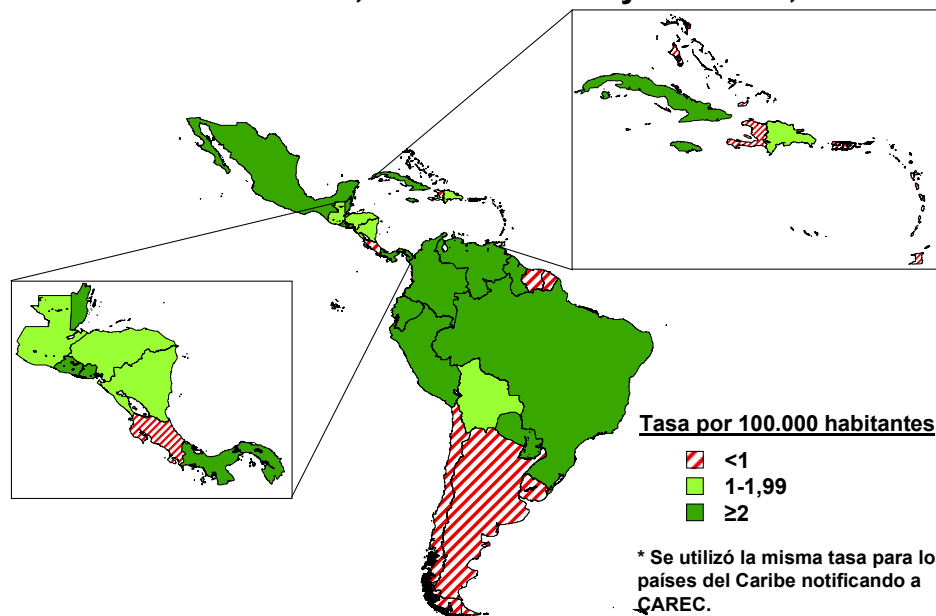 Tasa por 100.000 habitantes
<1
1-1,99
≥2
* Se utilizó la misma tasa para lo
países del Caribe notificando a
CAREC.